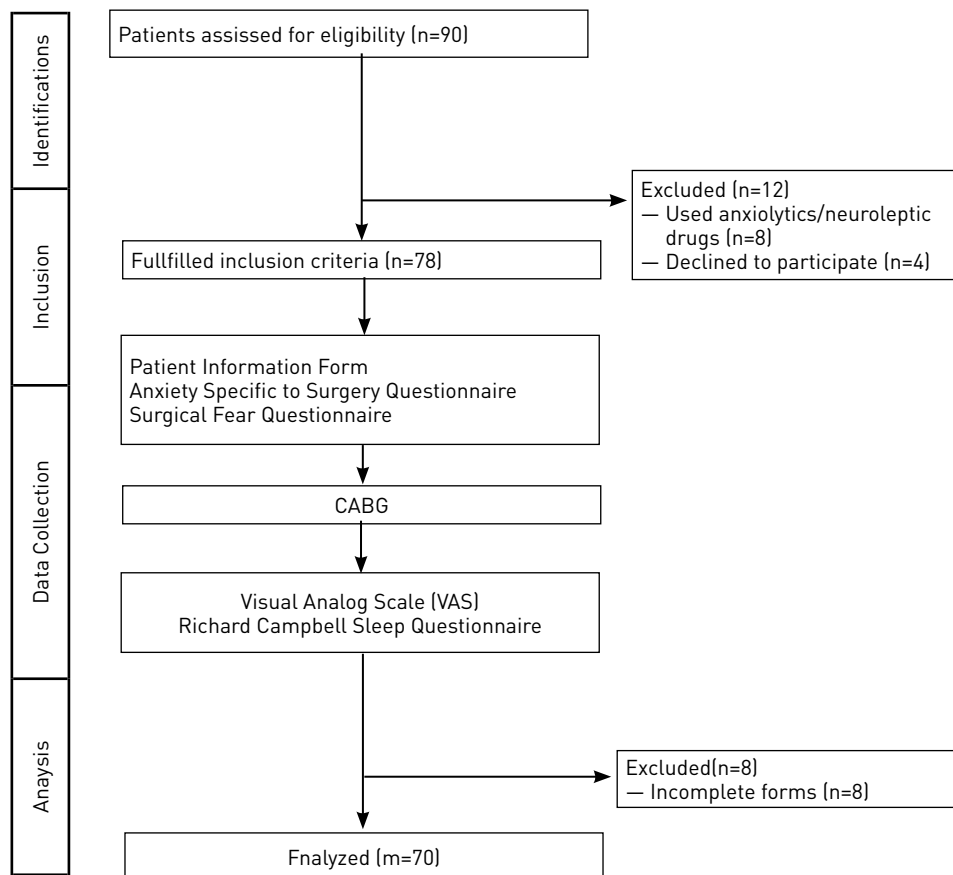 Identifications
Patients assissed for eligibility (n=90)
Excluded (n=12)
— Used anxiolytics/neuroleptic
drugs (n=8)
— Declined to participate (n=4)
Inclusion
Fullfilled inclusion criteria (n=78)
Patient Information Form
Anxiety Specific to Surgery Questionnaire
Surgical Fear Questionnaire
Data Collection
CABG
Visual Analog Scale (VAS)
Richard Campbell Sleep Questionnaire
Anaysis
Excluded(n=8)
— Incomplete forms (n=8)
Fnalyzed (m=70)